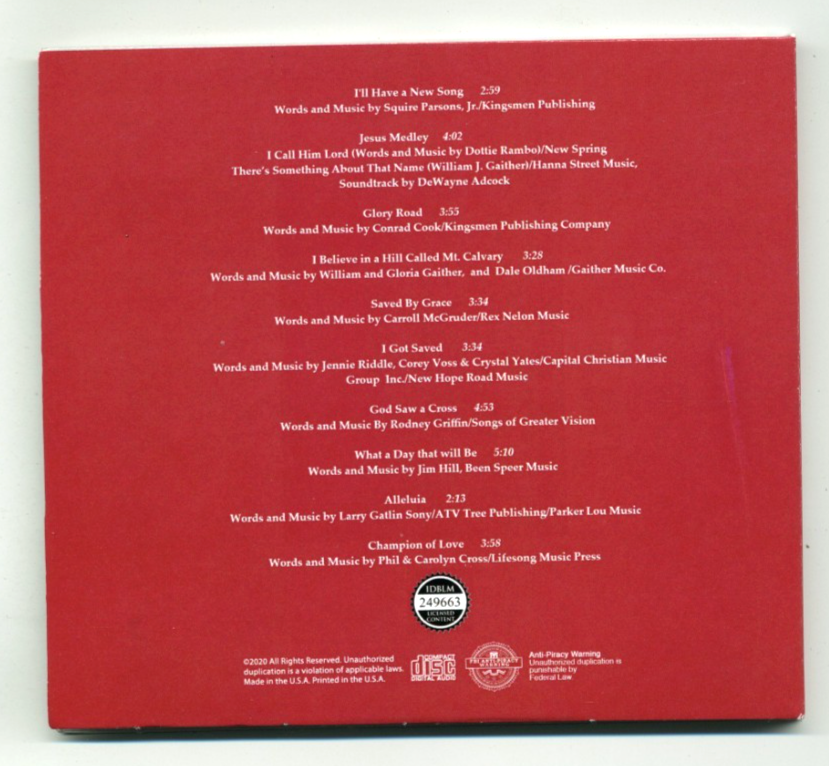 I'll Have a New Song 2:59
Words and Music by Squire Parsons, Jr./Kingsmen Publishing
Jesus Medley 4:02
I Call Him Lord (Words and Music by Dottie Rambo)/New Spring
There's Something About That Name (William J. Gaither)/Hanna Street Music,
Soundtrack by DeWayne Adcock
Glory Road 3:55
Words and Music by Conrad Cook/Kingsmen Publishing Company
I Believe in a Hill Called Mt. Calvary 3:28
Words and Music by William and Gloria Gaither, and Dale Oldham /Gaither Music Co.
Saved By Grace 3:34
Words and Music by Carroll McGruder/Rex Nelon Music
I Got Saved 3:34
Words and Music by Jennie Riddle, Corey Voss & Crystal Yates/Capital Christian Music
Group Inc./New Hope Road Music
God Saw a Cross 4:53
Words and Music By Rodney Griffin/Songs of Greater Vision
What a Day that will Be 5:10
Words and Music by Jim Hill, Been Speer Music
Alleluia 2:13
Words and Music by Larry Gatlin Sony/ATV Tree Publishing/Parker Lou Music
Champion of Love 3:58
Words and Music by Phil & Carolyn Cross/Lifesong Music Press
IDBLM
249663
LICENSED
CONTENT
©2020 All Rights Reserved. Unauthorized
duplication is a violation of applicable laws.
Made in the U.S.A. Printed in the U.S.A.
COMPACT
disc
DIGITAL AUDIO
FBI ANTI-PIRACY
WARNING
Anti-Piracy Warning
Unauthorized duplication is
punishable by
Federal Law